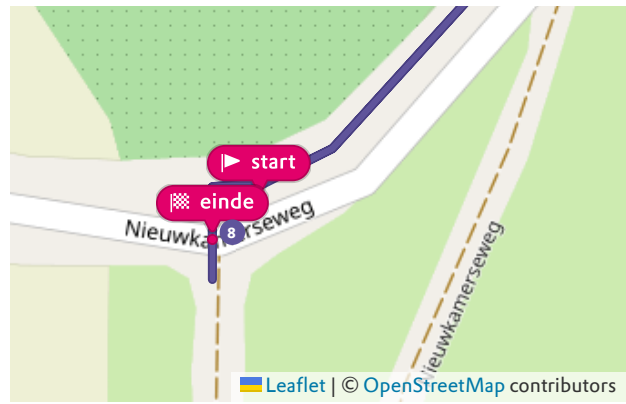 start
einde
8
Nieuwkamerseweg
Nieuwkamerseweg
Leaflet | © OpenStreetMap contributors